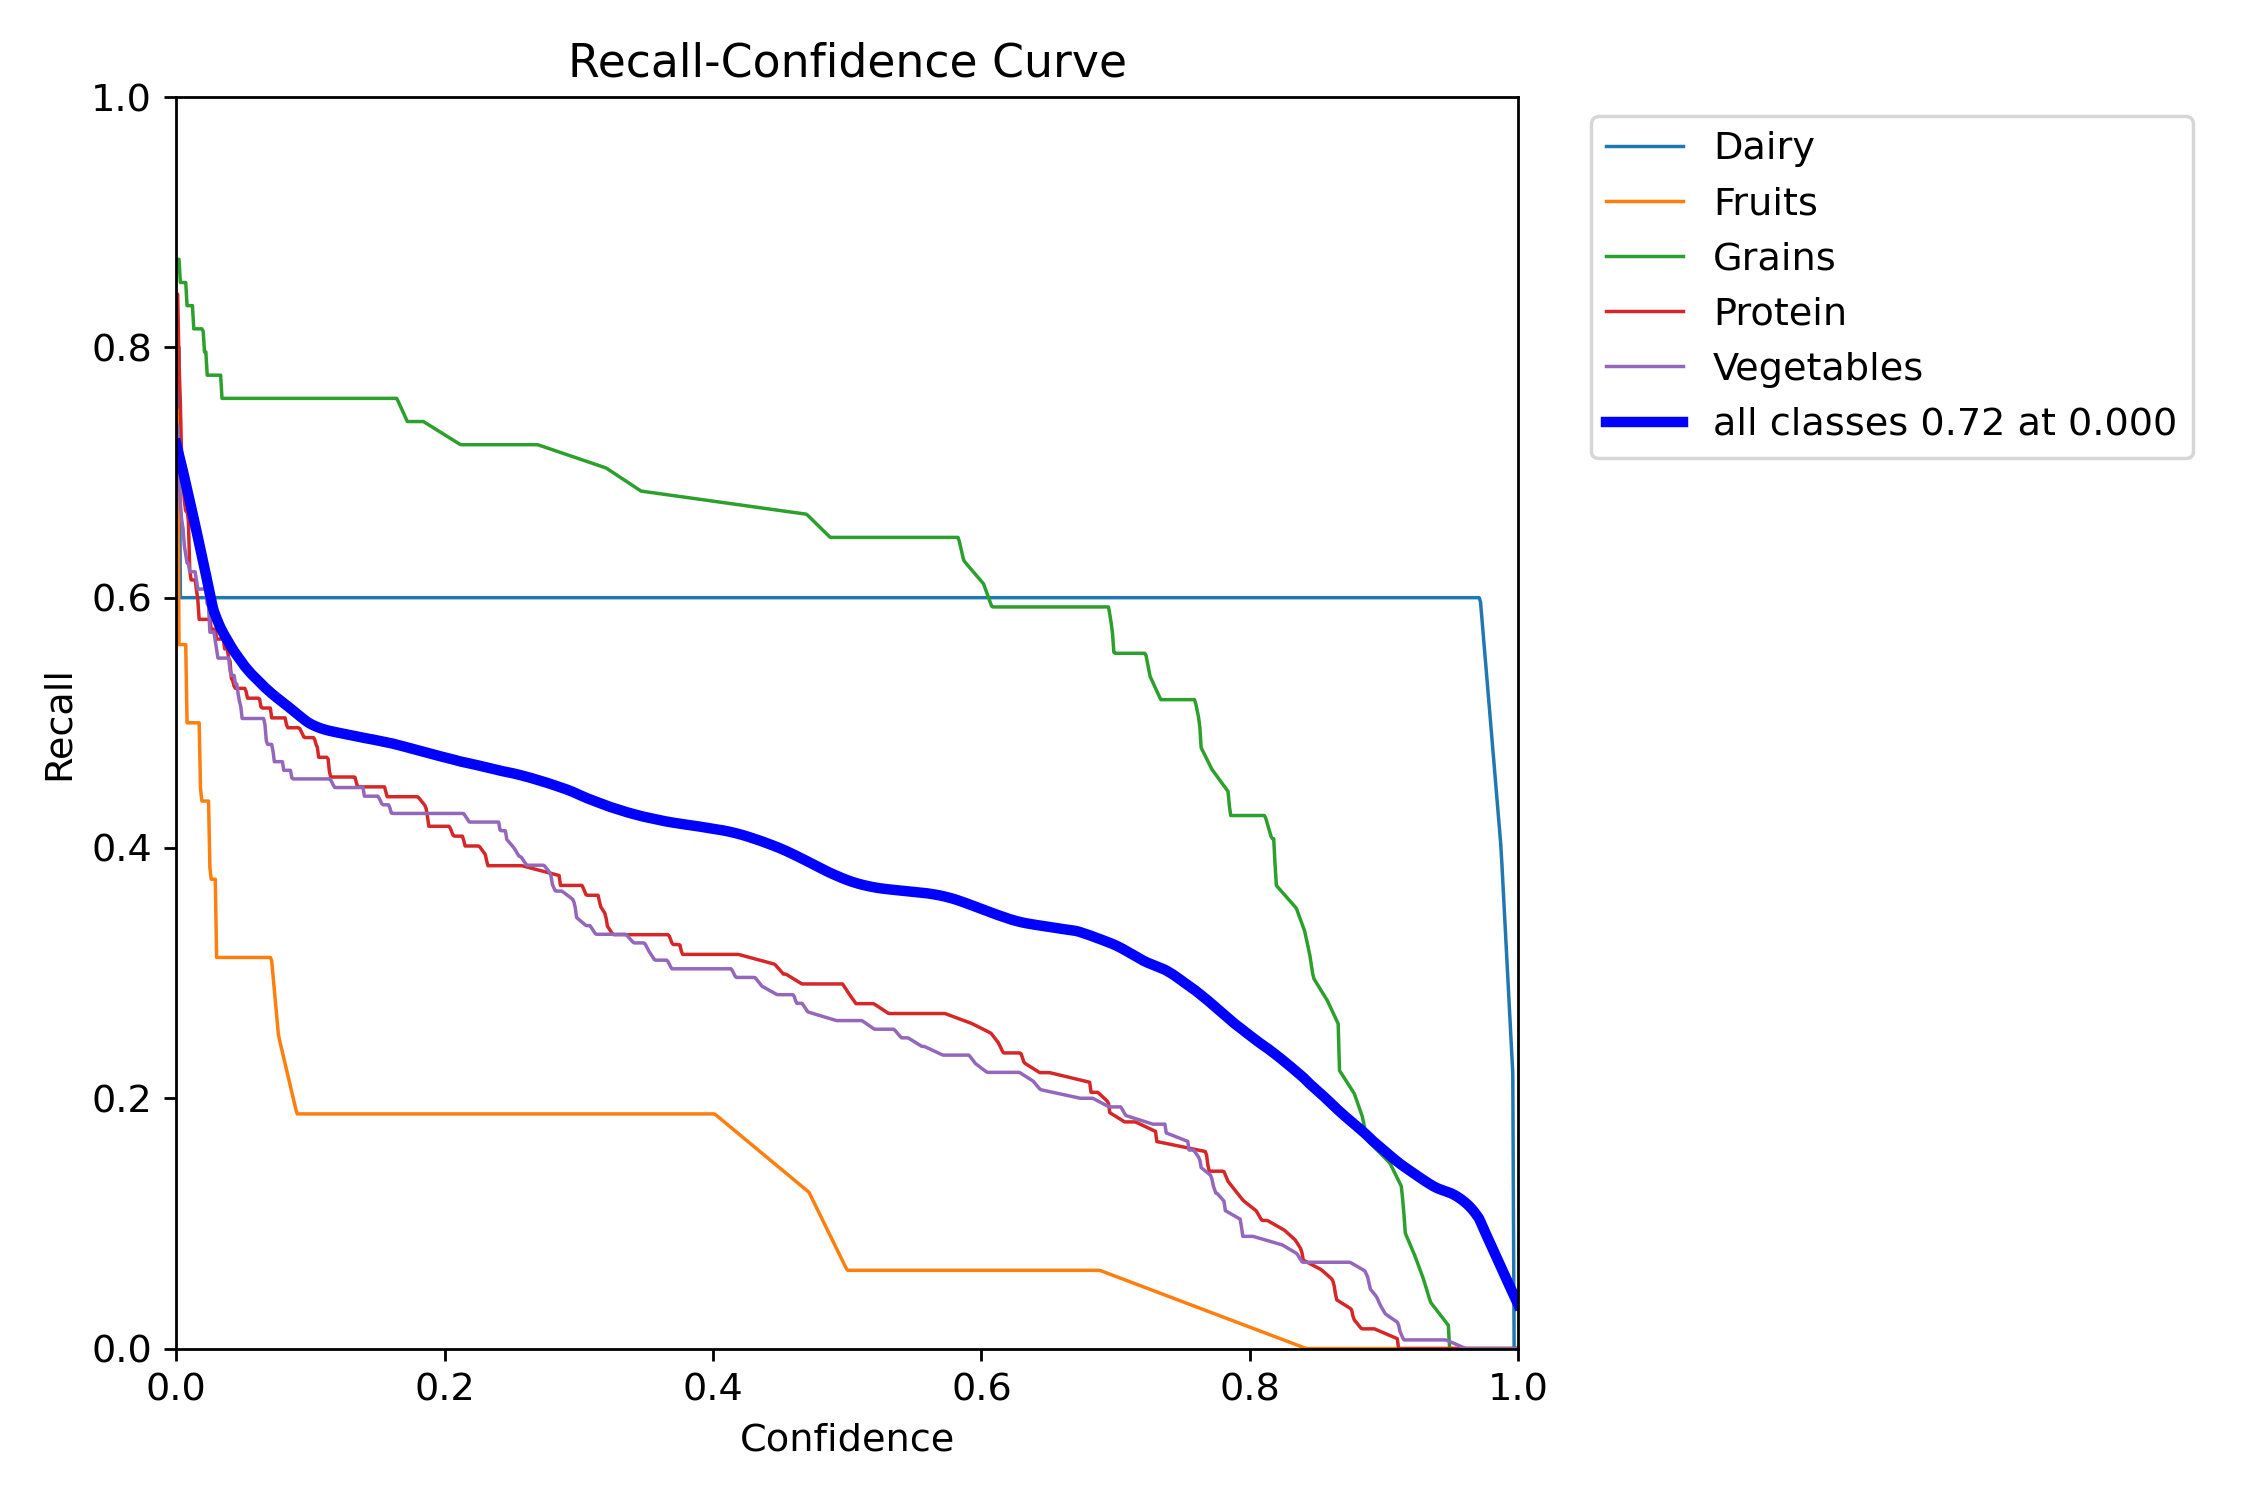 Recall-Confidence Curve
1.0
0.8
0.6
0.4
0.2
0.0
Recall
0.0 0.2 0.4 0.6 0.8 1.0
Confidence
Dairy
Fruits
Grains
Protein
Vegetables
all classes 0.72 at 0.000